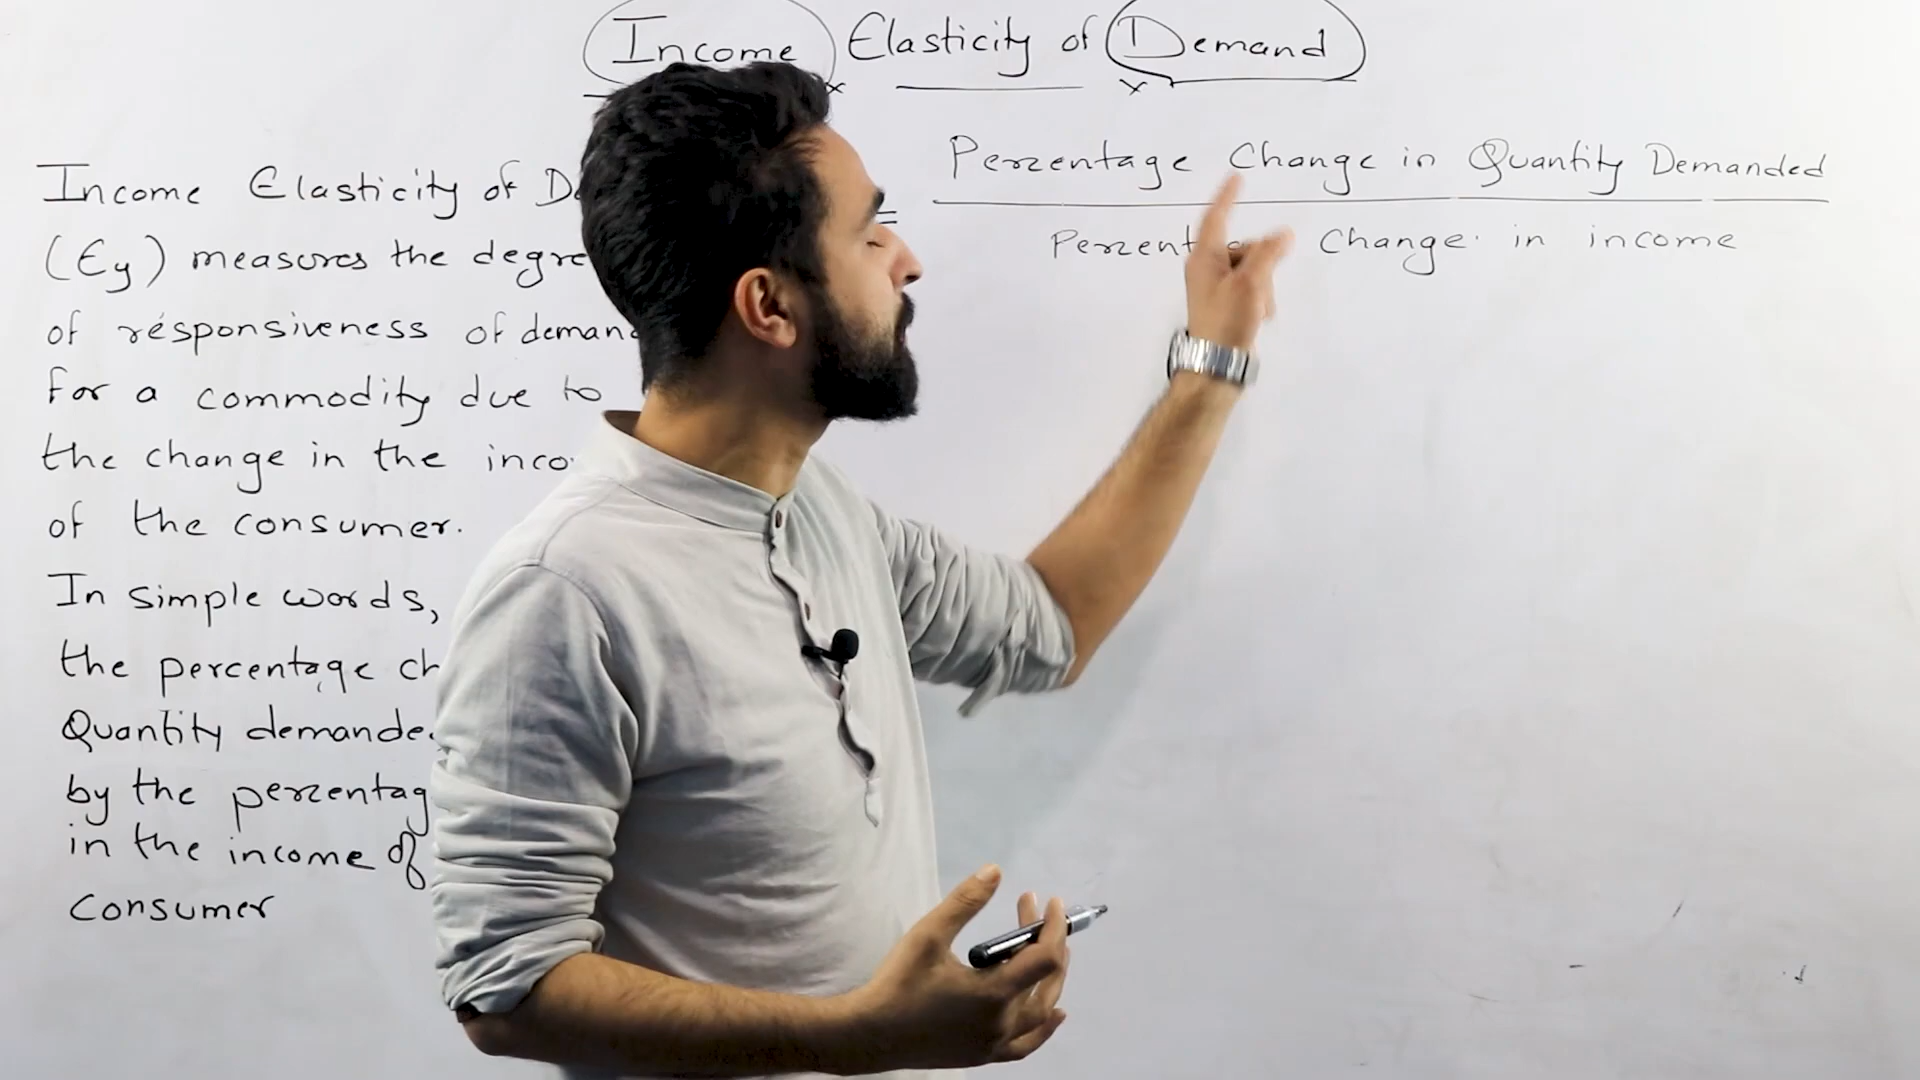 Income Elasticity of Demand
Income Elasticity of De
(Ey) measures the degre
of responsiveness of demand
for a commodity due to
the change in the inco
of the consumer.
In simple words,
the percentage ch
Quantity demanded
by the percentag
in the income of
consumer
= Percentage Change in Quantity Demanded
Percentage Change in income